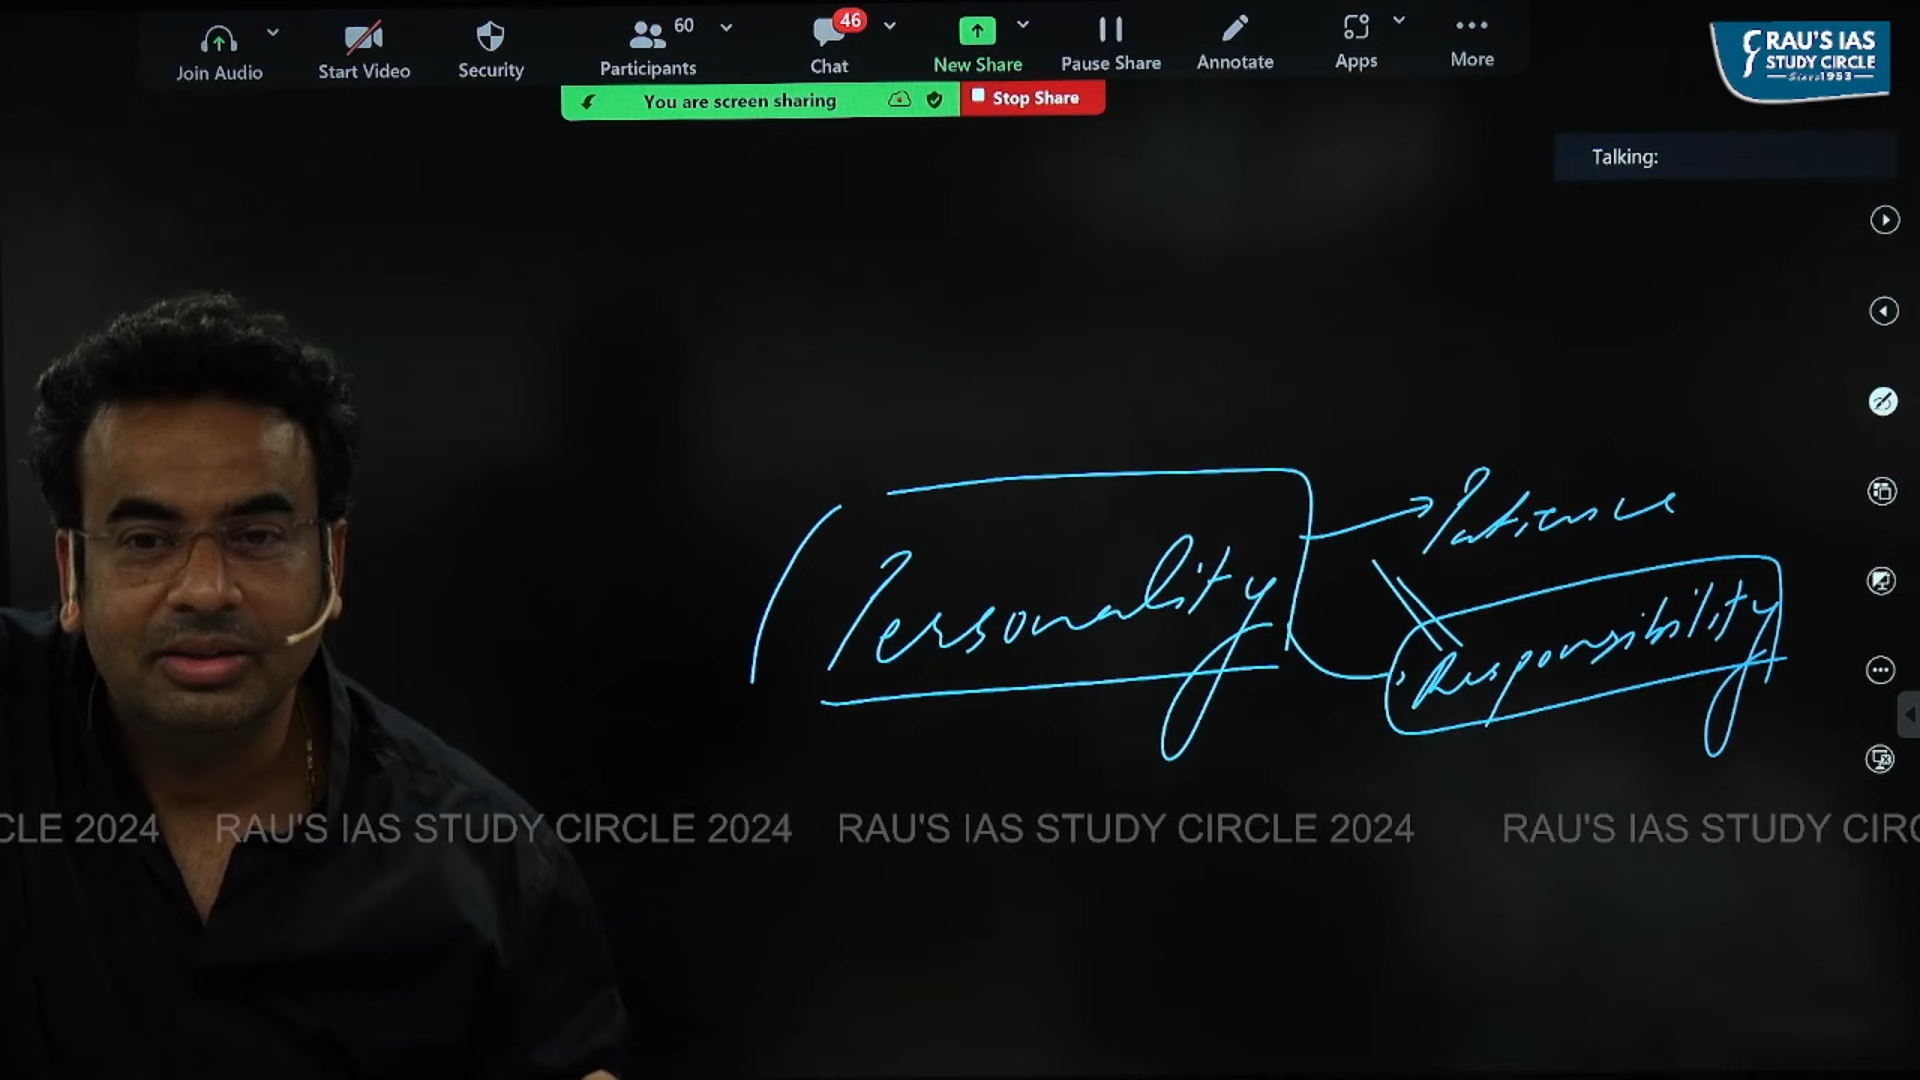 Join Audio
Start Video
Security
60
Participants
46
Chat
New Share
Pause Share
Annotate
Apps
More
You are screen sharing
Stop Share
RAU'S IAS
STUDY CIRCLE
Since 1953
Talking:
Patience
Personality
Responsibility
CLE 2024 RAU'S IAS STUDY CIRCLE 2024 RAU'S IAS STUDY CIRCLE 2024 RAU'S IAS STUDY CIRC